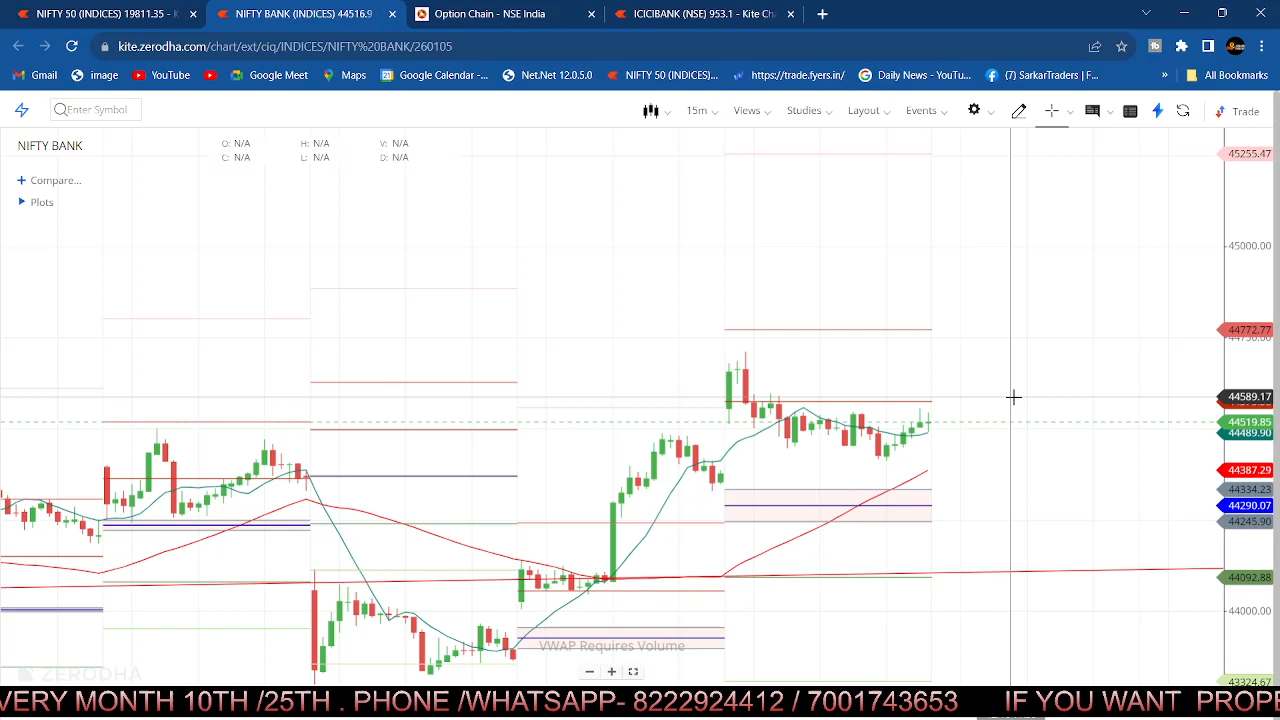 NIFTY 50 (INDICES) 19811.35 - K
NIFTY BANK (INDICES) 44516.9
Option Chain - NSE India
ICICIBANK (NSE) 953.1 - Kite Cha
kite.zerodha.com/chart/ext/ciq/INDICES/NIFTY%20BANK/260105
Gmail
image
YouTube
Google Meet
Maps
Google Calendar -...
Net.Net 12.0.5.0
NIFTY 50 (INDICES)...
https://trade.fyers.in/
Daily News - YouTu...
(7) SarkarTraders | F...
»
All Bookmarks
Enter Symbol
15m
Views
Studies
Layout
Events
Trade
NIFTY BANK
O: N/A
H: N/A
V: N/A
C: N/A
L: N/A
D: N/A
+ Compare...
Plots
45255.47
45000.00
44772.77
44750.00
44589.17
44519.85
44489.90
44387.29
44334.23
44290.07
44245.90
44092.88
44000.00
43324.67
VWAP Requires Volume
ZERODHA
VERY MONTH 10TH /25TH . PHONE /WHATSAPP- 8222924412 / 7001743653 IF YOU WANT PROPE